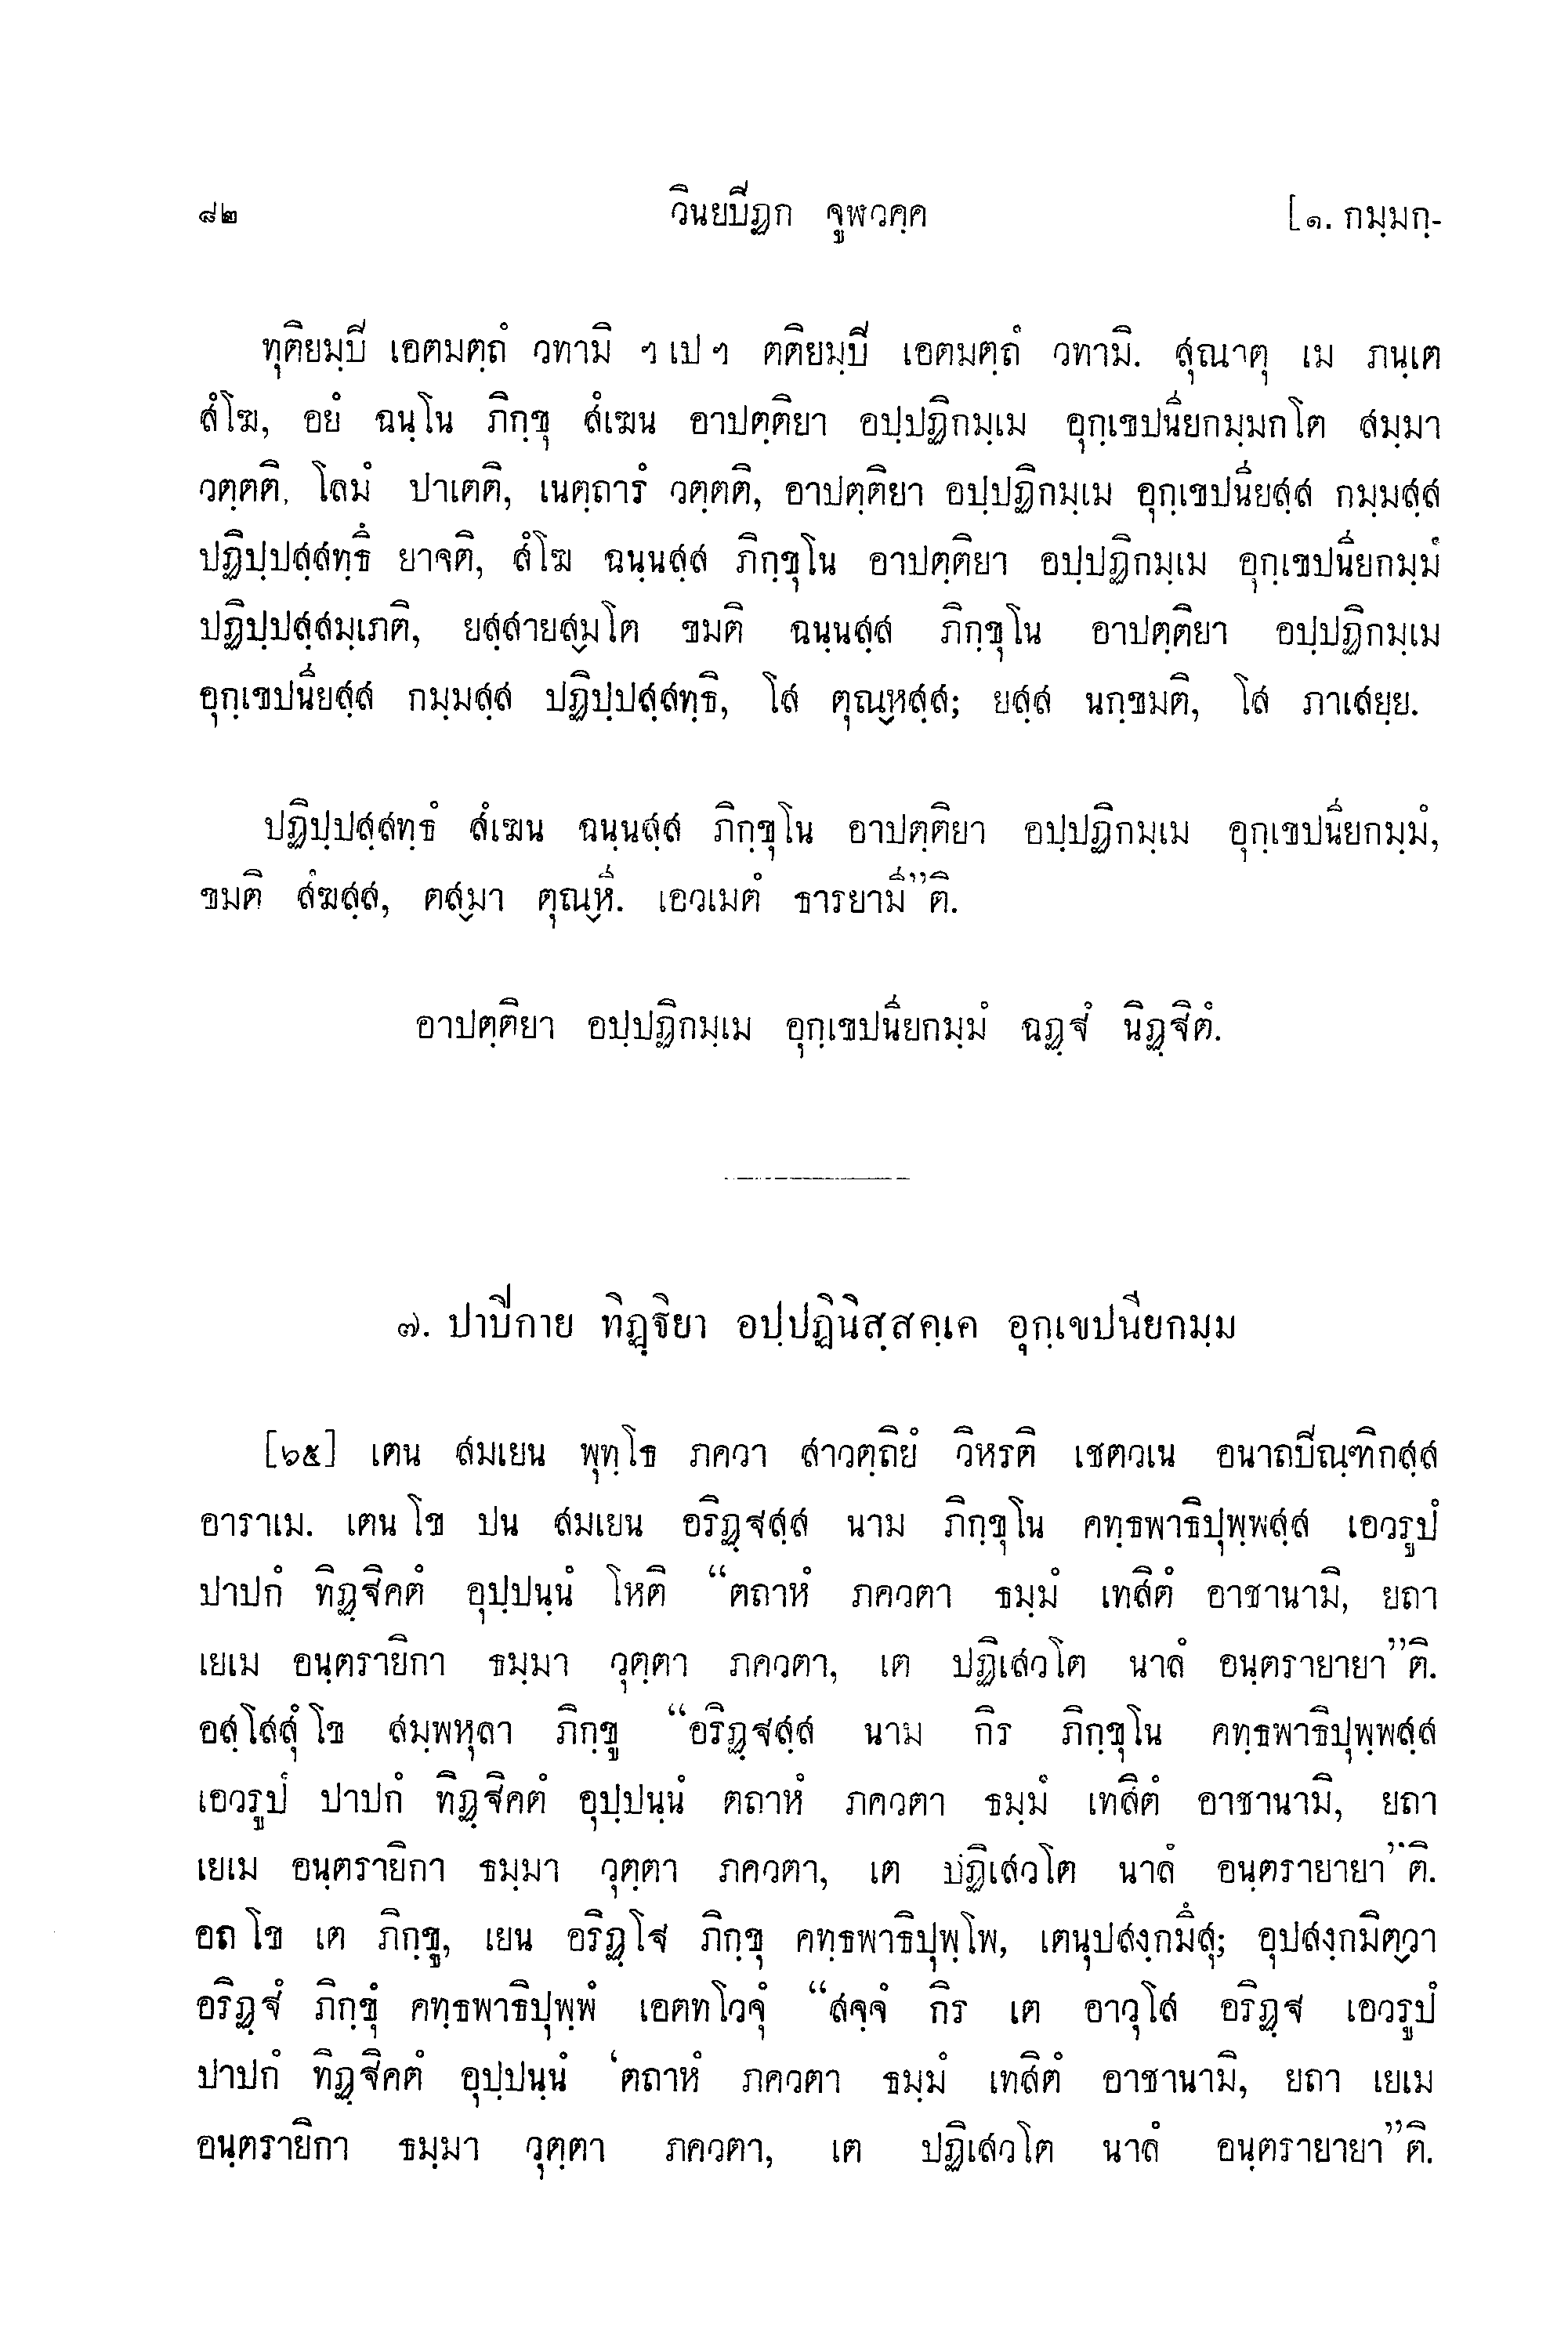 ๘๒ วินยปิฏก จูฬวคฺค [๑. กมฺมกฺ-
ทุติยมฺปิ เอตมตฺถํ วทามิ ฯ เป ฯ ตติยมฺปิ เอตมตฺถํ วทามิ. สุณาตุ เม ภนฺเต
สํโฆ, อยํ ฉนฺโน ภิกฺขุ สํเฆน อาปตฺติยา อปฺปฏิกมฺเม อุกฺเขปนียกมฺมกโต สมฺมา
วตฺตติ, โลมํ ปาเตติ, เนตฺถารํ วตฺตติ, อาปตฺติยา อปฺปฏิกมฺเม อุกฺเขปนียสฺส กมฺมสฺส
ปฏิปฺปสฺสทฺธึ ยาจติ, สํโฆ ฉนฺนสฺส ภิกฺขุโน อาปตฺติยา อปฺปฏิกมฺเม อุกฺเขปนียกมฺมํ
ปฏิปฺปสฺสมฺเภติ, ยสฺสายสฺมโต ขมติ ฉนฺนสฺส ภิกฺขุโน อาปตฺติยา อปฺปฏิกมฺเม
อุกฺเขปนียสฺส กมฺมสฺส ปฏิปฺปสฺสทฺธิ, โส ตุณฺหสฺส; ยสฺส นกฺขมติ, โส ภาเสยฺย.
ปฏิปฺปสฺสทฺธํ สํเฆน ฉนฺนสฺส ภิกฺขุโน อาปตฺติยา อปฺปฏิกมฺเม อุกฺเขปนียกมฺมํ,
ขมติ สํฆสฺส, ตสฺมา ตุณฺหี. เอวเมตํ ธารยามี”ติ.
อาปตฺติยา อปฺปฏิกมฺเม อุกฺเขปนียกมฺมํ ฉฏฺฐํ นิฏฺฐิตํ.
๗. ปาปิกาย ทิฏฺฐิยา อปฺปฏินิสฺสคฺเค อุกฺเขปนียกมฺม
[๖๕] เตน สมเยน พุทฺโธ ภควา สาวตฺถิยํ วิหรติ เชตวเน อนาถปิณฺฑิกสฺส
อาราเม. เตน โข ปน สมเยน อริฏฺฐสฺส นาม ภิกฺขุโน คทฺธพาธิปุพฺพสฺส เอวรูปํ
ปาปกํ ทิฏฺฐิคตํ อุปฺปนฺนํ โหติ “ตถาหํ ภควตา ธมฺมํ เทสิตํ อาชานามิ, ยถา
เยเม อนฺตรายิกา ธมฺมา วุตฺตา ภควตา, เต ปฏิเสวโต นาลํ อนฺตรายายา”ติ.
อสฺโสสุํ โข สมฺพหุลา ภิกฺขู “อริฏฺฐสฺส นาม กิร ภิกฺขุโน คทฺธพาธิปุพฺพสฺส
เอวรูปํ ปาปกํ ทิฏฺฐิคตํ อุปฺปนฺนํ ตถาหํ ภควตา ธมฺมํ เทสิตํ อาชานามิ, ยถา
เยเม อนฺตรายิกา ธมฺมา วุตฺตา ภควตา, เต ปฏิเสวโต นาลํ อนฺตรายายา”ติ.
อถ โข เต ภิกฺขู, เยน อริฏฺโฐ ภิกฺขุ คทฺธพาธิปุพฺโพ, เตนุปสงฺกมึสุ; อุปสงฺกมิตฺวา
อริฏฺฐํ ภิกฺขุํ คทฺธพาธิปุพฺพํ เอตทโวจุํ “สจฺจํ กิร เต อาวุโส อริฏฺฐ เอวรูปํ
ปาปกํ ทิฏฺฐิคตํ อุปฺปนฺนํ ‘ตถาหํ ภควตา ธมฺมํ เทสิตํ อาชานามิ, ยถา เยเม
อนฺตรายิกา ธมฺมา วุตฺตา ภควตา, เต ปฏิเสวโต นาลํ อนฺตรายายา”ติ.